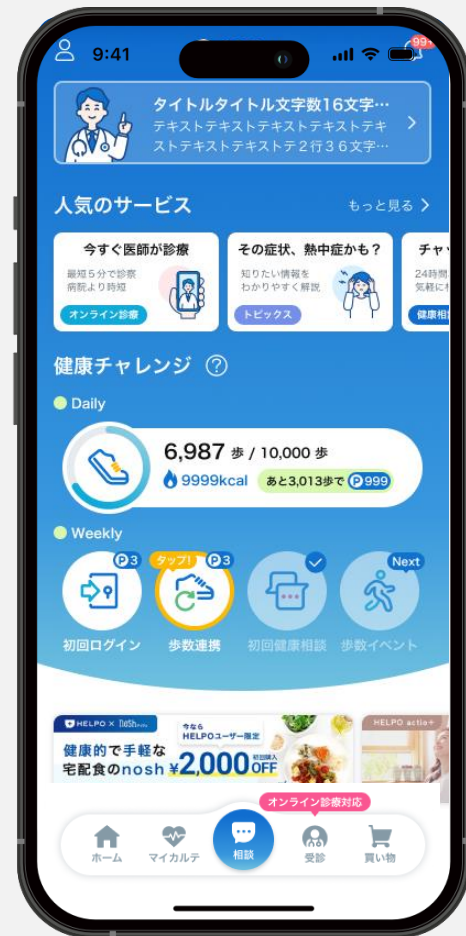 9:41
99+
タイトルタイトル文字数16文字…
テキストテキストテキストテキストテキ
ストテキストテキストテ2行36文字…
人気のサービス
もっと見る
今すぐ医師が診療
最短5分で診察
病院より時短
オンライン診療
その症状、熱中症かも？
知りたい情報を
わかりやすく解説
トピックス
チャッ
24時間
気軽に相
健康相
健康チャレンジ
Daily
6,987 歩 / 10,000 歩
9999kcal
あと3,013歩で P 999
Weekly
P 3
タップ!
P 3
Next
初回ログイン
歩数連携
初回健康相談
歩数イベント
HELPO × nosh
健康的で手軽な
宅配食のnosh
今なら
HELPOユーザー限定
¥2,000 初回購入 OFF
HELPO actio+
オンライン診療対応
ホーム
マイカルテ
相談
受診
買い物